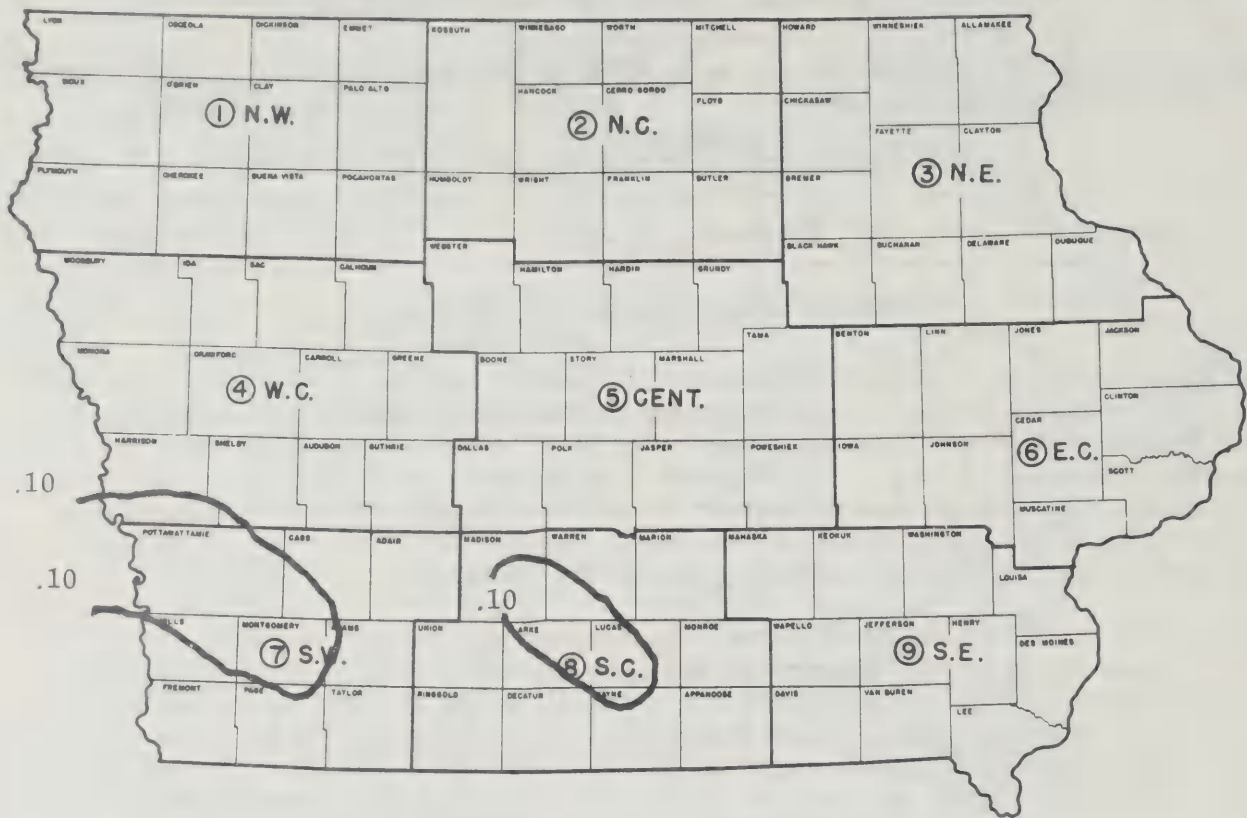 LYON OSCEOLA DICKINSON EMMET KOSSUTH WINNEBAGO WORTH MITCHELL HOWARD WINNESHIEK ALLAMAKEE
SIOUX O'BRIEN CLAY PALO ALTO HANCOCK CERRO GORDO FLOYD CHICKASAW
① N.W. ② N.C.
FAYETTE CLAYTON
③ N.E.
PLYMOUTH CHEROKEE BUENA VISTA POCAHONTAS HUMBOLDT WRIGHT FRANKLIN BUTLER BREMER
WEBSTER BLACK HAWK BUCHANAN DELAWARE DUBUQUE
WOODBURY IDA SAC CALHOUN HAMILTON HARDIN GRUNDY
TAMA BENTON LINN JONES JACKSON
MONONA CRAWFORD CARROLL GREENE BOONE STORY MARSHALL
④ W.C. ⑤ CENT.
CLINTON
CEDAR
HARRISON SHELBY AUDUBON GUTHRIE DALLAS POLK JASPER POWESHIEK IOWA JOHNSON
⑥ E.C.
SCOTT
.10
MUSCATINE
POTTAWATTAMIE CASS ADAIR MADISON WARREN MARION MAHASKA KEOKUK WASHINGTON
LOUISA
.10
.10
MILLS MONTGOMERY ADAMS UNION CLARKE LUCAS MONROE WAPELLO JEFFERSON HENRY
DES MOINES
⑦ S.W. ⑧ S.C. ⑨ S.E.
FREMONT PAGE TAYLOR RINGGOLD DECATUR WAYNE APPANOOSE DAVIS VAN BUREN
LEE